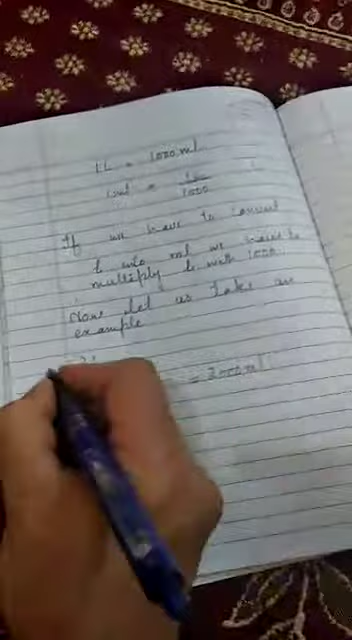 1L = 1000 ml
1ml = 1L/1000
If we have to convert
L into ml we have to
multiply L with 1000.
Now let us take an
example
= 2000 ml